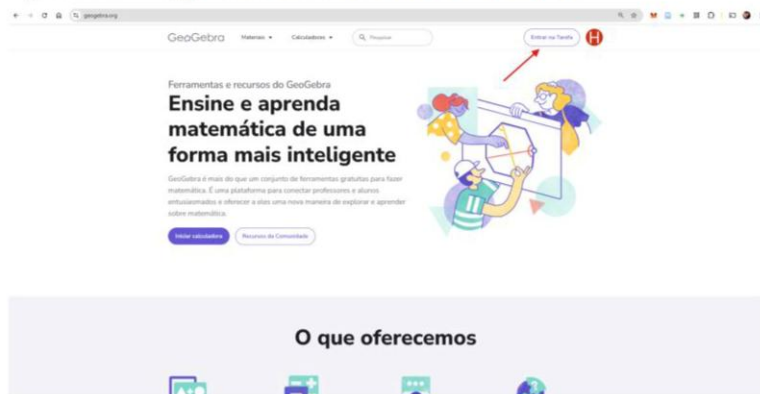 geogebra.org
GeoGebra Materiais Calculadoras Pesquisar Entrar na Tarefa H
Ferramentas e recursos do GeoGebra
Ensine e aprenda
matemática de uma
forma mais inteligente
GeoGebra é mais do que um conjunto de ferramentas gratuitas para fazer
matemática. É uma plataforma para conectar professores e alunos
entusiasmados e oferecer a eles uma nova maneira de explorar e aprender
sobre matemática.
Iniciar calculadora Recursos da Comunidade
O que oferecemos